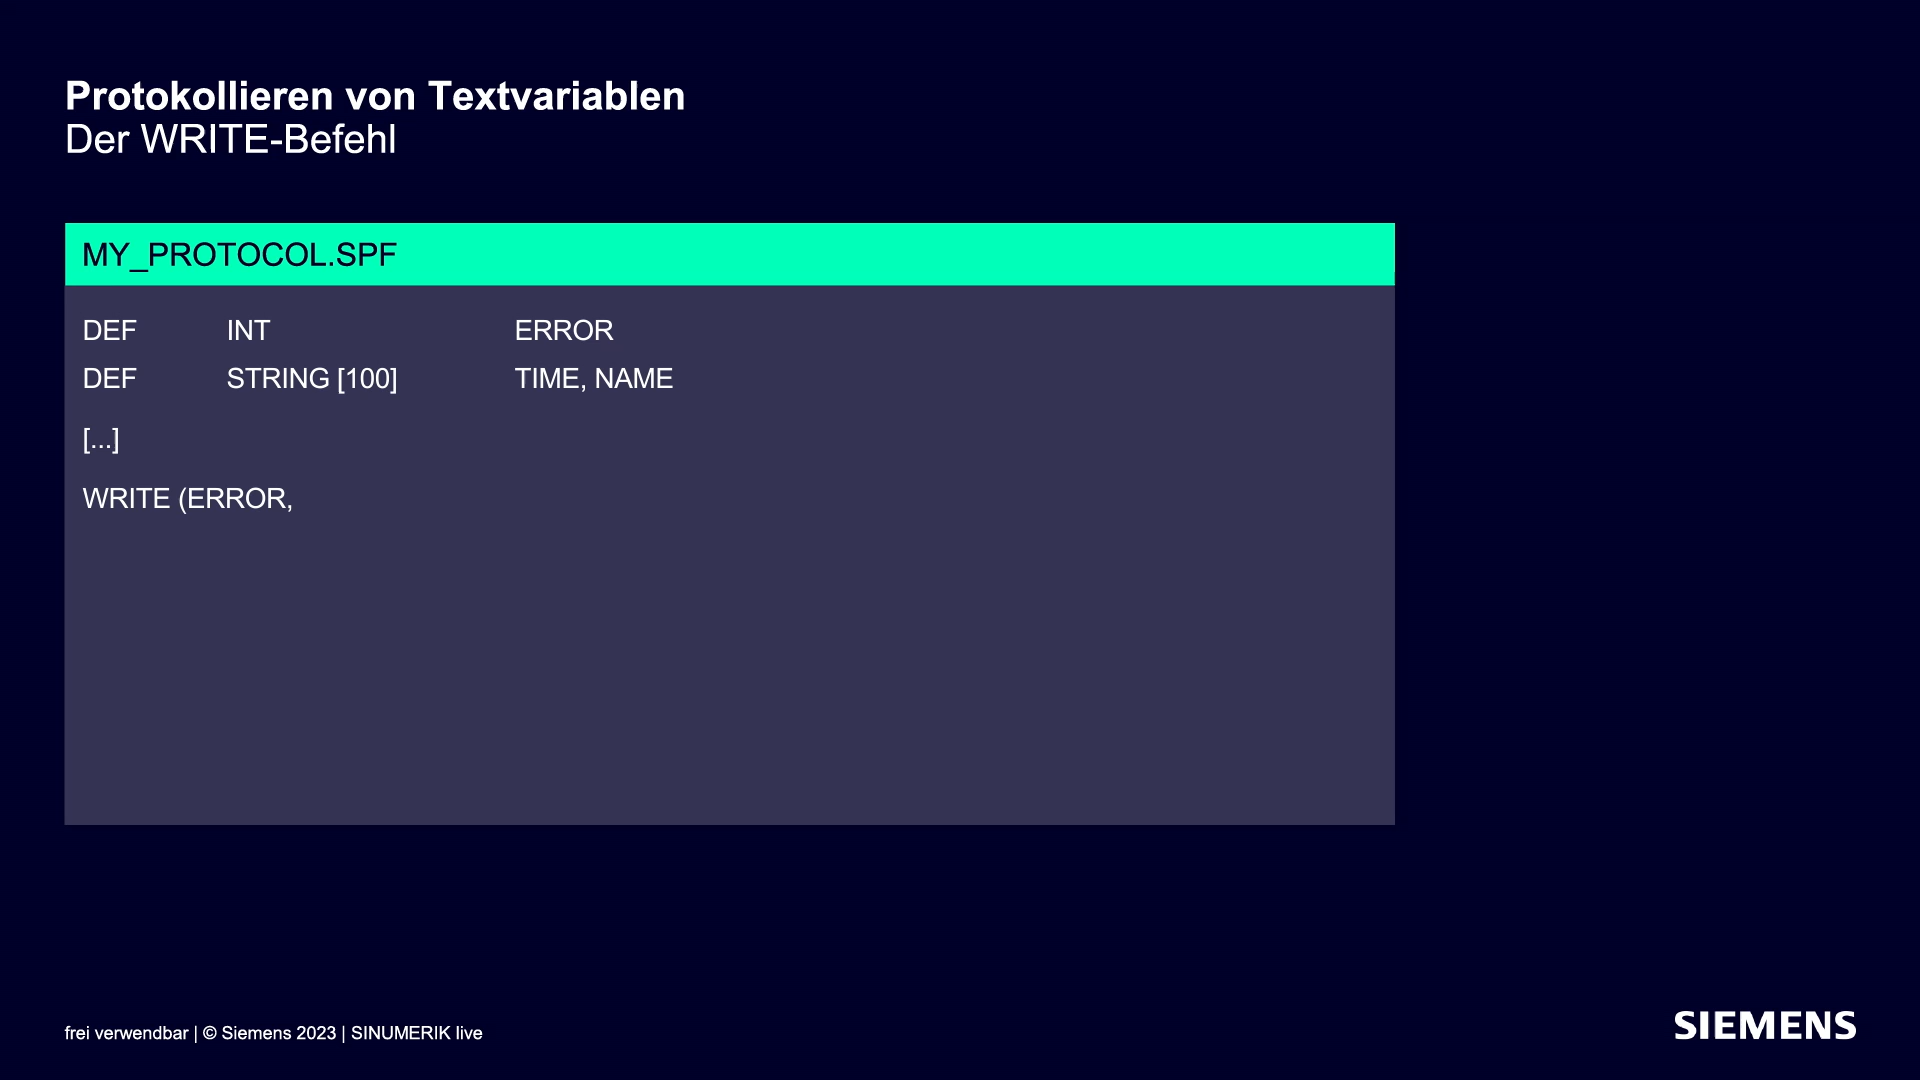 Protokollieren von Textvariablen
Der WRITE-Befehl
MY_PROTOCOL.SPF
DEF INT ERROR
DEF STRING [100] TIME, NAME
[...]
WRITE (ERROR,
frei verwendbar | © Siemens 2023 | SINUMERIK live
SIEMENS